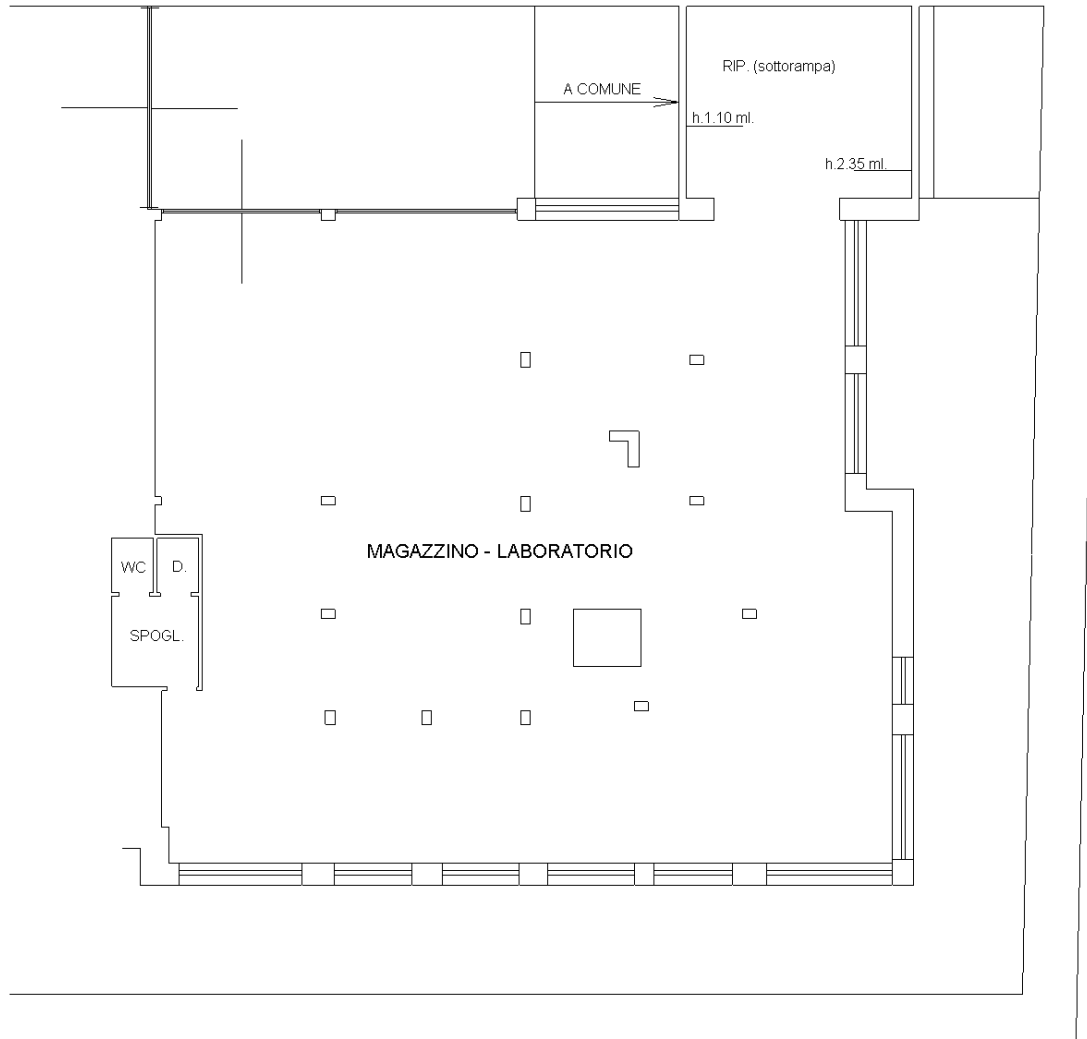 RIP. (sottorampa)
A COMUNE
h.1.10 ml.
h.2.35 ml.
MAGAZZINO - LABORATORIO
WC
D.
SPOGL.